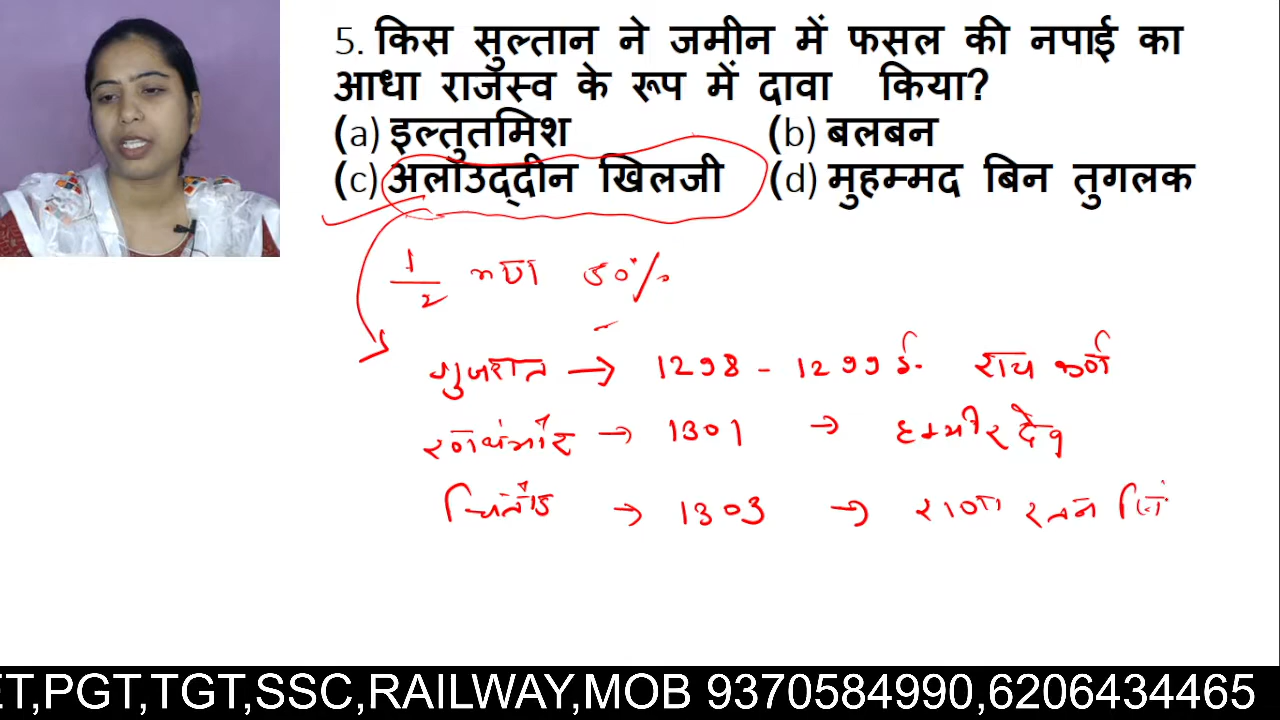 5. किस सुल्तान ने जमीन में फसल की नपाई का
आधा राजस्व के रूप में दावा किया?
(a) इल्तुतमिश (b) बलबन
(c) अलाउद्दीन खिलजी (d) मुहम्मद बिन तुगलक
1/2 50%
गुजरात → 1298 - 1299 ई. राय कर्ण
रणथंभौर → 1301 → हम्मीर देव
चित्तौड़ → 1303 → राणा रतन सिं
ET,PGT,TGT,SSC,RAILWAY,MOB 9370584990,6206434465